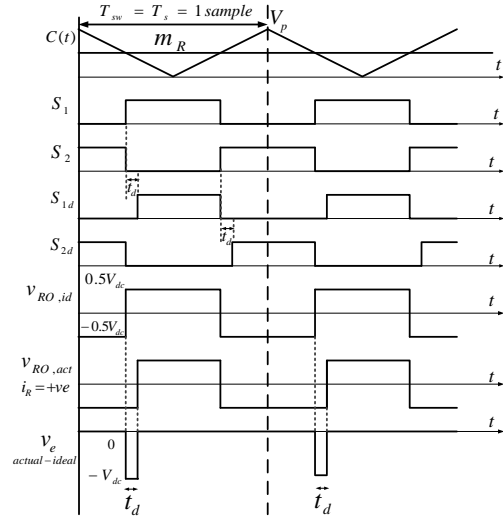 T_sw = T_s = 1 sample
V_p
C(t)
m_R
t
S_1
t
S_2
t
t_d
S_1d
t
t_d
S_2d
t
0.5V_dc
v_RO,id
t
−0.5V_dc
v_RO,act
t
i_R = +ve
v_e
0
t
actual−ideal
−V_dc
t_d
t_d